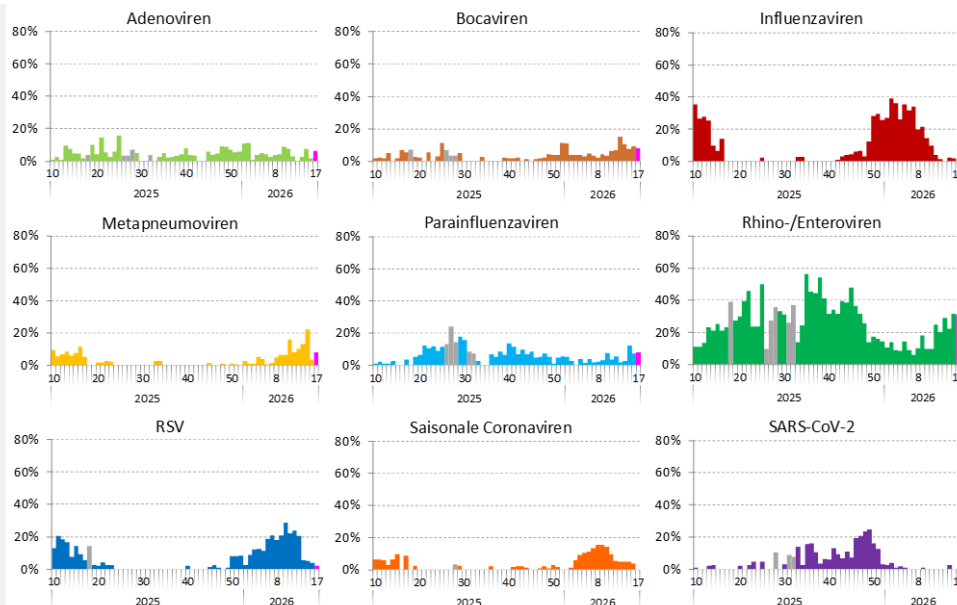 Adenoviren Bocaviren Influenzaviren
80% 80% 80%
60% 60% 60%
40% 40% 40%
20% 20% 20%
0% 0% 0%
10 20 30 40 50 8 17 10 20 30 40 50 8 17 10 20 30 40 50 8 1
2025 2026 2025 2026 2025 2026
Metapneumoviren Parainfluenzaviren Rhino-/Enteroviren
80% 80% 80%
60% 60% 60%
40% 40% 40%
20% 20% 20%
0% 0% 0%
10 20 30 40 50 8 17 10 20 30 40 50 8 17 10 20 30 40 50 8 1
2025 2026 2025 2026 2025 2026
RSV Saisonale Coronaviren SARS-CoV-2
80% 80% 80%
60% 60% 60%
40% 40% 40%
20% 20% 20%
0% 0% 0%
10 20 30 40 50 8 17 10 20 30 40 50 8 17 10 20 30 40 50 8 1
2025 2026 2025 2026 2025 2026